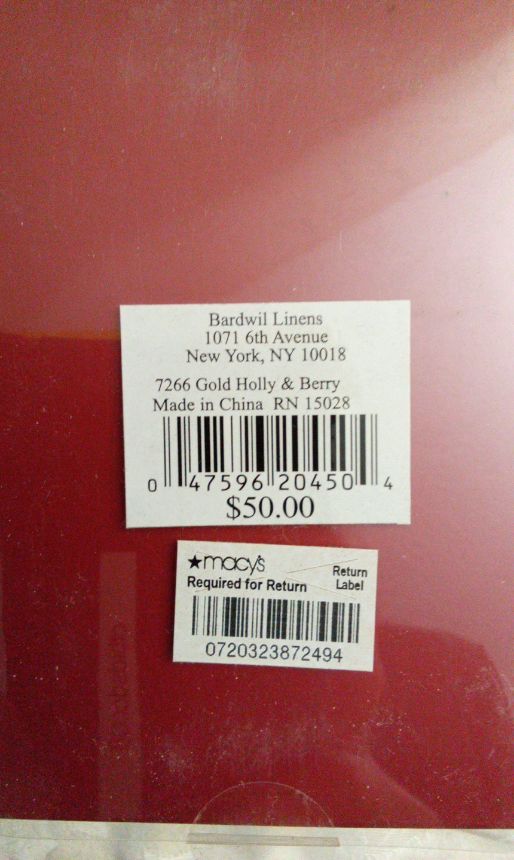 Bardwil Linens
1071 6th Avenue
New York, NY 10018
7266 Gold Holly & Berry
Made in China RN 15028
0 47596 20450 4
$50.00
★macy's
Required for Return
Return
Label
0720323872494